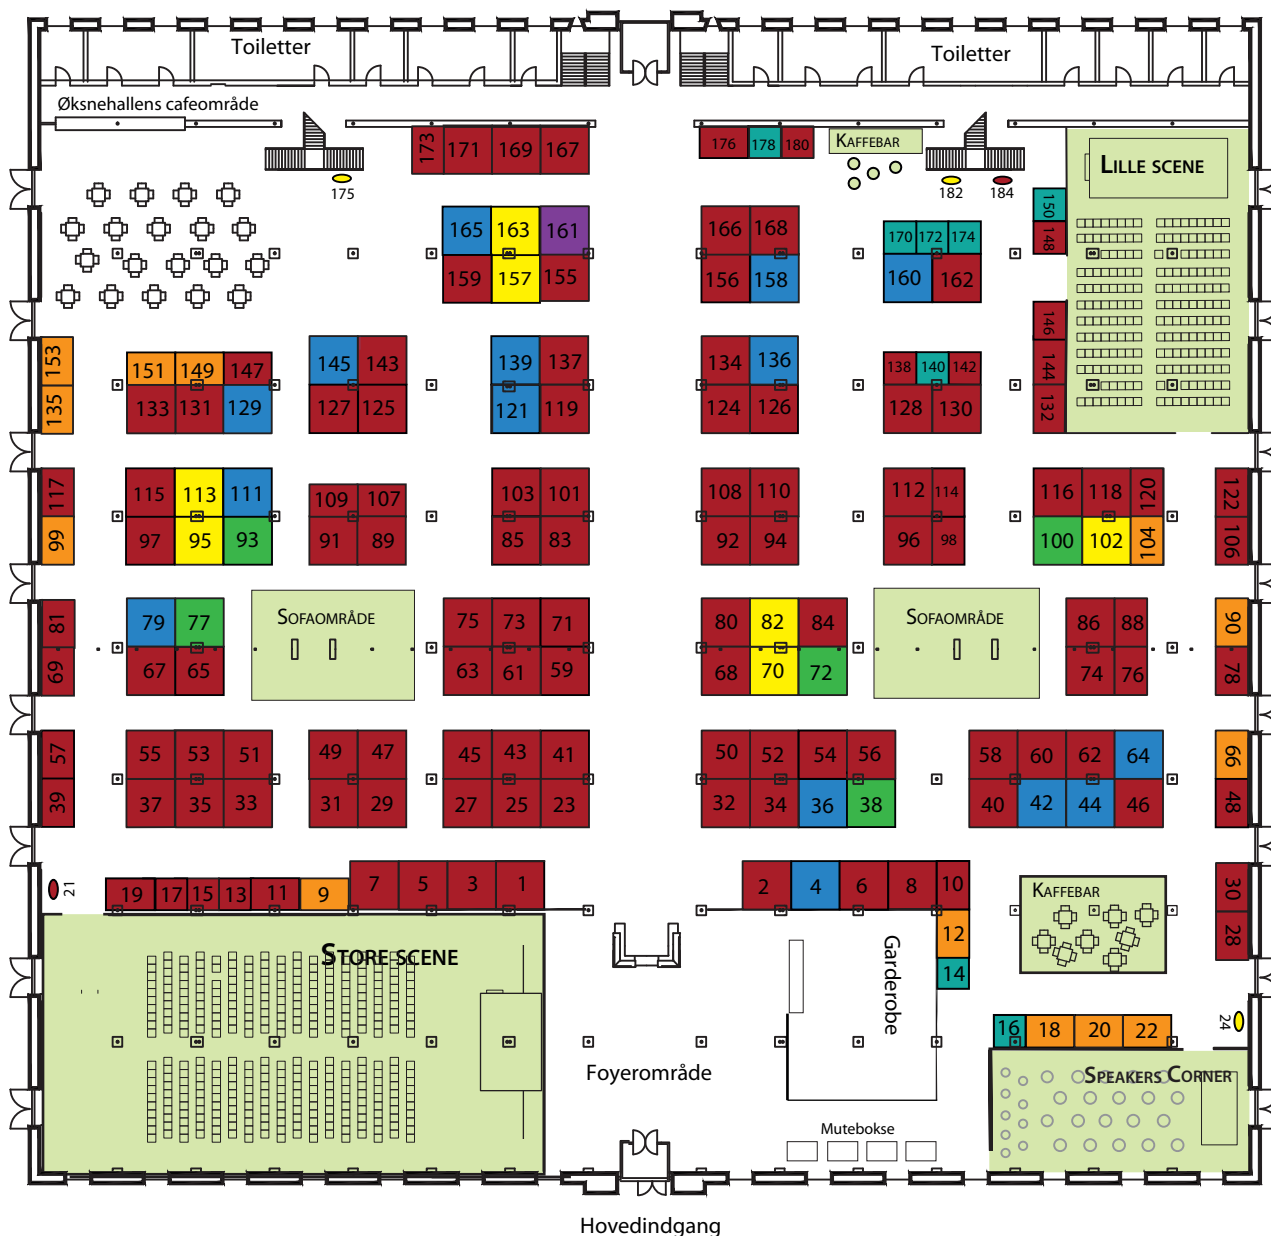 Toiletter
Toiletter
Øksnehallens cafeområde
173 171 169 167
176 178 180
KAFFEBAR
LILLE SCENE
175
182 184
150
148
165 163 161
159 157 155
166 168
156 158
170 172 174
160 162
146
144
132
153
135
151 149 147
133 131 129
145 143
127 125
139 137
121 119
134 136
124 126
138 140 142
128 130
117
99
115 113 111
97 95 93
109 107
91 89
103 101
85 83
108 110
92 94
112 114
96 98
116 118 120
100 102 104
122
106
81
69
79 77
67 65
SOFAOMRÅDE
75 73 71
63 61 59
80 82 84
68 70 72
SOFAOMRÅDE
86 88
74 76
90
78
57
39
55 53 51
37 35 33
49 47
31 29
45 43 41
27 25 23
50 52 54 56
32 34 36 38
58 60 62 64
40 42 44 46
66
48
21
19 17 15 13 11 9 7 5 3 1
2 4 6 8 10
12
14
KAFFEBAR
30
28
STORE SCENE
Garderobe
16 18 20 22
24
SPEAKERS CORNER
Foyerområde
Mutebokse
Hovedindgang